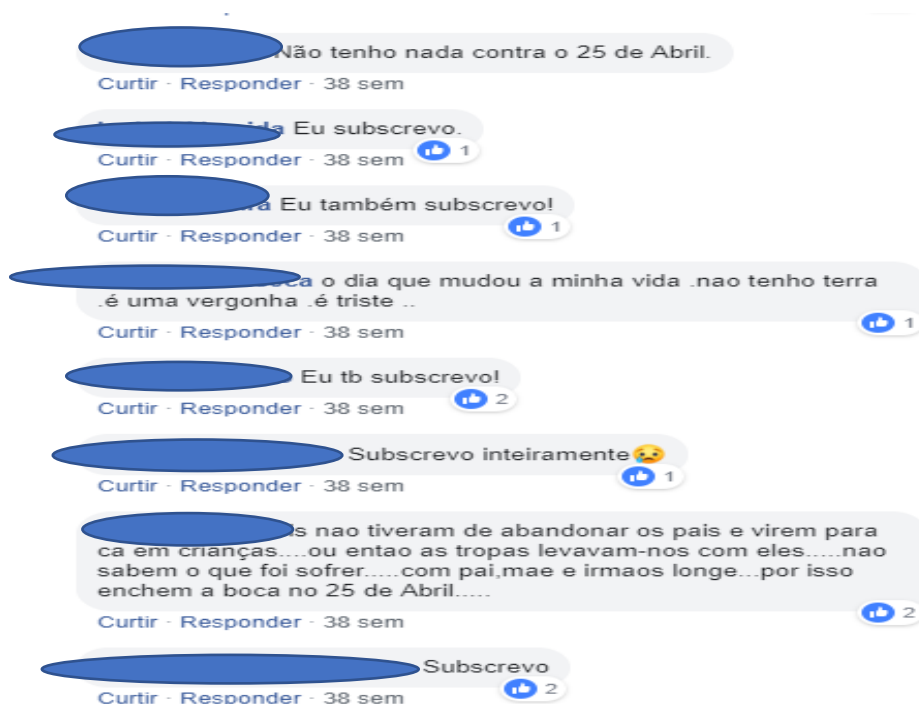 Não tenho nada contra o 25 de Abril.
Curtir · Responder · 38 sem
Eu subscrevo.
1
Curtir · Responder · 38 sem
Eu também subscrevo!
1
Curtir · Responder · 38 sem
o dia que mudou a minha vida .nao tenho terra
.é uma vergonha .é triste ..
1
Curtir · Responder · 38 sem
Eu tb subscrevo!
2
Curtir · Responder · 38 sem
Subscrevo inteiramente😢
1
Curtir · Responder · 38 sem
nao tiveram de abandonar os pais e virem para
ca em crianças....ou entao as tropas levavam-nos com eles.....nao
sabem o que foi sofrer.....com pai,mae e irmaos longe...por isso
enchem a boca no 25 de Abril.....
2
Curtir · Responder · 38 sem
Subscrevo
2
Curtir · Responder · 38 sem